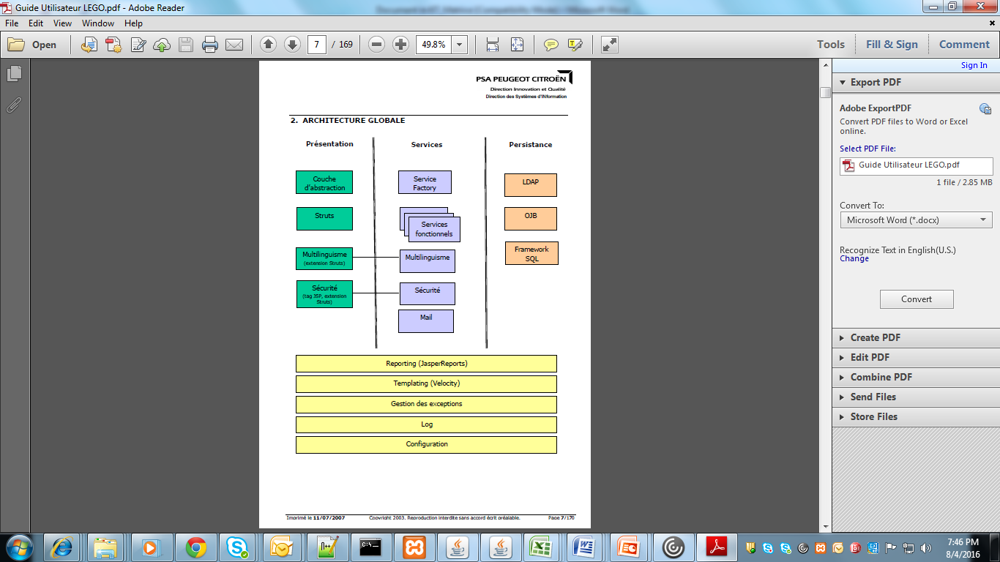 Guide Utilisateur LEGO.pdf - Adobe Reader
File Edit View Window Help
Open
7 / 169
49.8%
Tools Fill & Sign Comment
Sign In
PSA PEUGEOT CITROËN
Direction Innovation et Qualité
Direction des Systèmes d'INformation
2. ARCHITECTURE GLOBALE
Présentation
Services
Persistance
Couche
d'abstraction
Service
Factory
LDAP
Struts
Services
fonctionnels
OJB
Multilinguisme
(extension Struts)
Multilinguisme
Framework
SQL
Sécurité
(tag JSP, extension
Struts)
Sécurité
Mail
Reporting (JasperReports)
Templating (Velocity)
Gestion des exceptions
Log
Configuration
Imprimé le 11/07/2007 Copyright 2003. Reproduction interdite sans accord écrit préalable. Page 7/170
Export PDF
Adobe ExportPDF
Convert PDF files to Word or Excel
online.
Select PDF File:
Guide Utilisateur LEGO.pdf
1 file / 2.85 MB
Convert To:
Microsoft Word (*.docx)
Recognize Text in English(U.S.)
Change
Convert
Create PDF
Edit PDF
Combine PDF
Send Files
Store Files
7:46 PM
8/4/2016